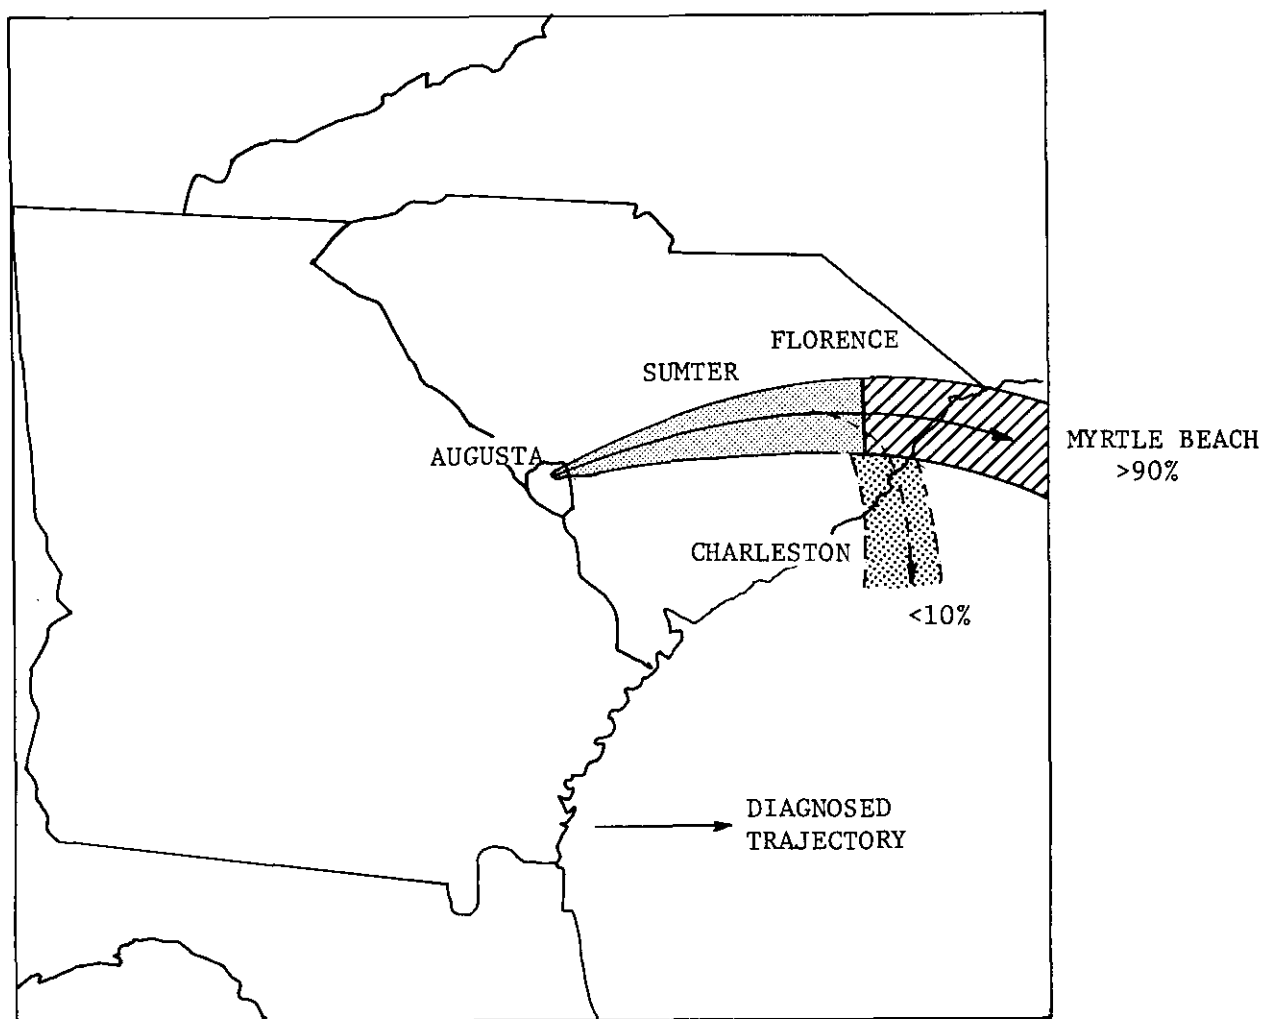 FLORENCE
SUMTER
AUGUSTA
MYRTLE BEACH
>90%
CHARLESTON
<10%
DIAGNOSED
TRAJECTORY